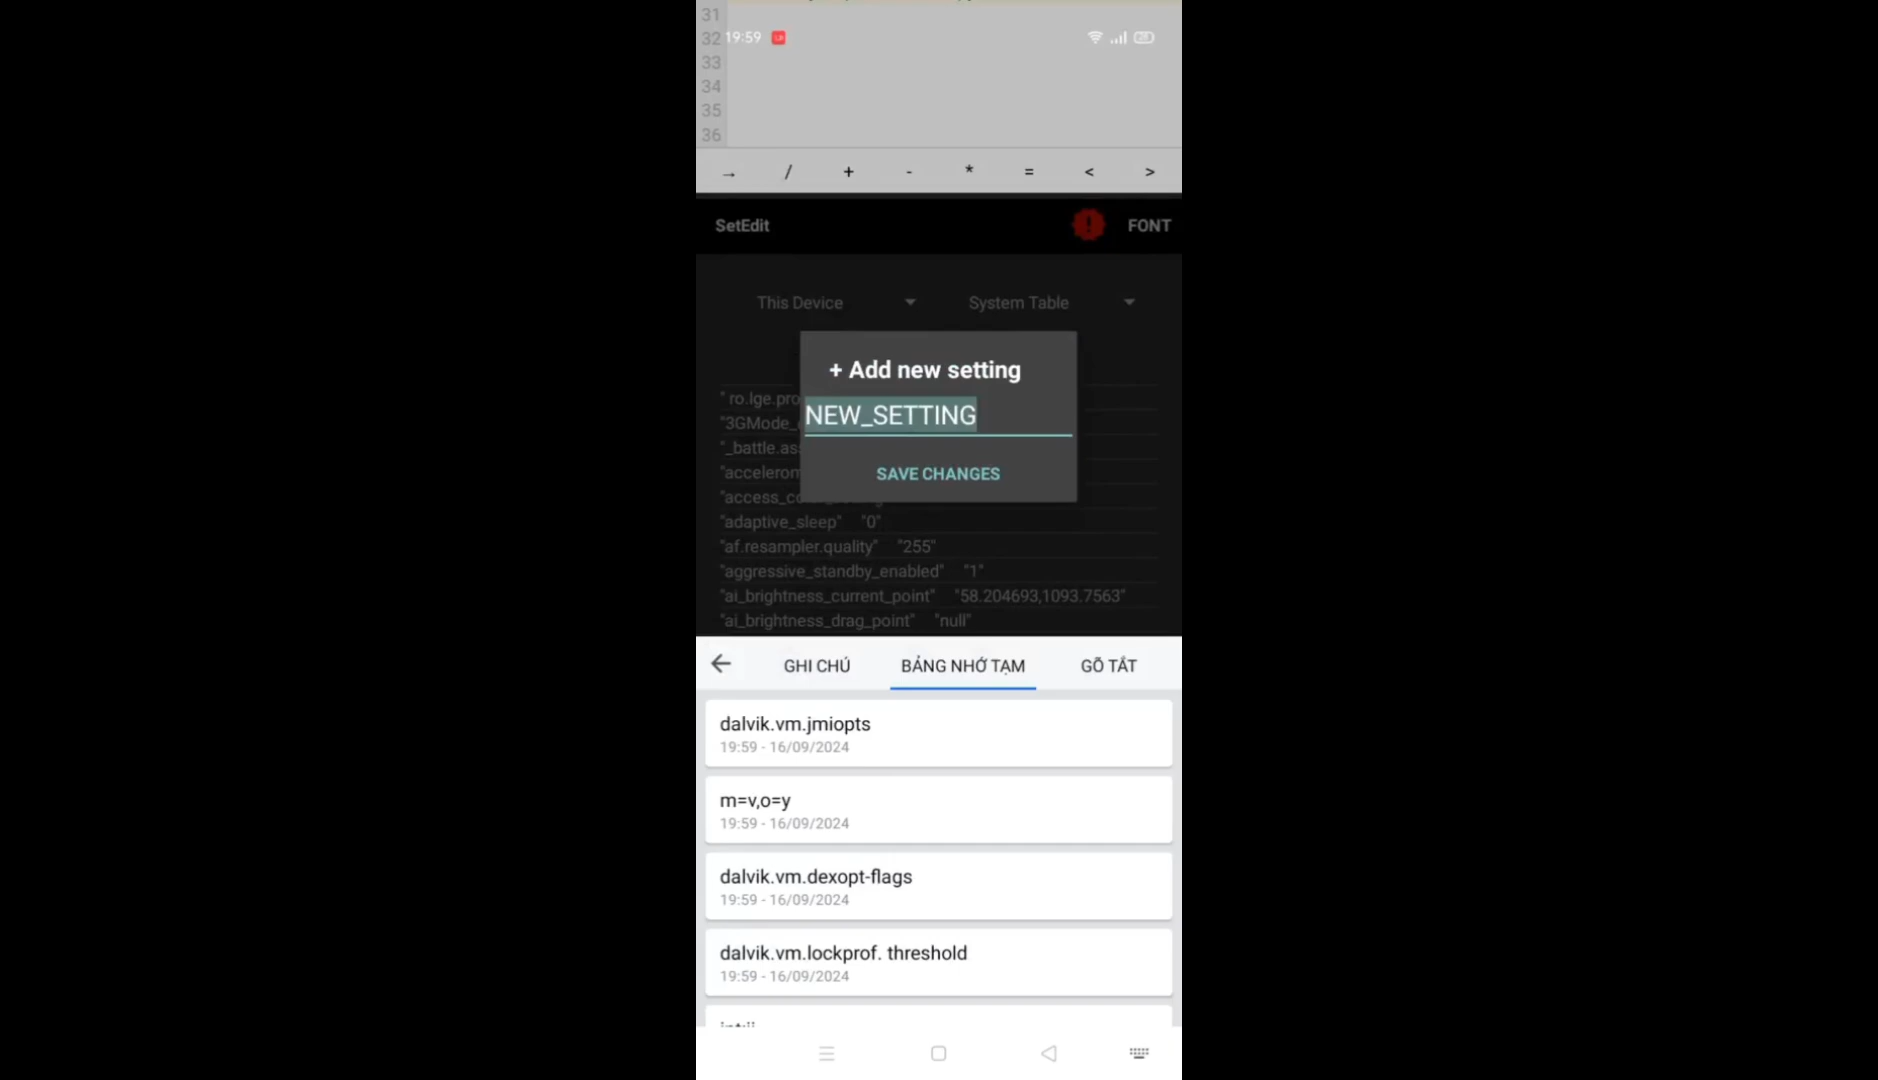 31
32 19:59
33
34
35
36
→ / + - * = < >
SetEdit ! FONT
This Device System Table
+ Add new setting
" ro.lge.pro
NEW_SETTING
"3GMode_
"_battle.as
"acceleron
SAVE CHANGES
"access_co
"adaptive_sleep" "0"
"af.resampler.quality" "255"
"aggressive_standby_enabled" "1"
"ai_brightness_current_point" "58.204693,1093.7563"
"ai_brightness_drag_point" "null"
GHI CHÚ BẢNG NHỚ TẠM GÕ TẮT
dalvik.vm.jmiopts
19:59 - 16/09/2024
m=v,o=y
19:59 - 16/09/2024
dalvik.vm.dexopt-flags
19:59 - 16/09/2024
dalvik.vm.lockprof. threshold
19:59 - 16/09/2024